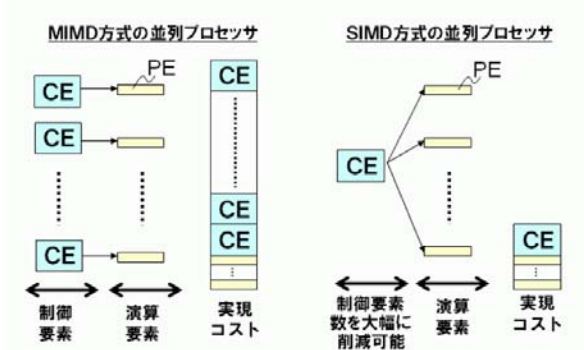 MIMD方式の並列プロセッサ
PE
CE
CE
CE
CE
CE
CE
制御
要素
演算
要素
実現
コスト
SIMD方式の並列プロセッサ
PE
CE
CE
制御要素
数を大幅に
削減可能
演算
要素
実現
コスト